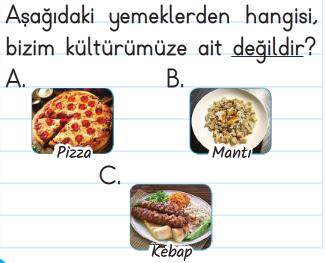 Aşağıdaki yemeklerden hangisi,
bizim kültürümüze ait değildir?
A.
B.
Pizza
Mantı
C.
Kebap